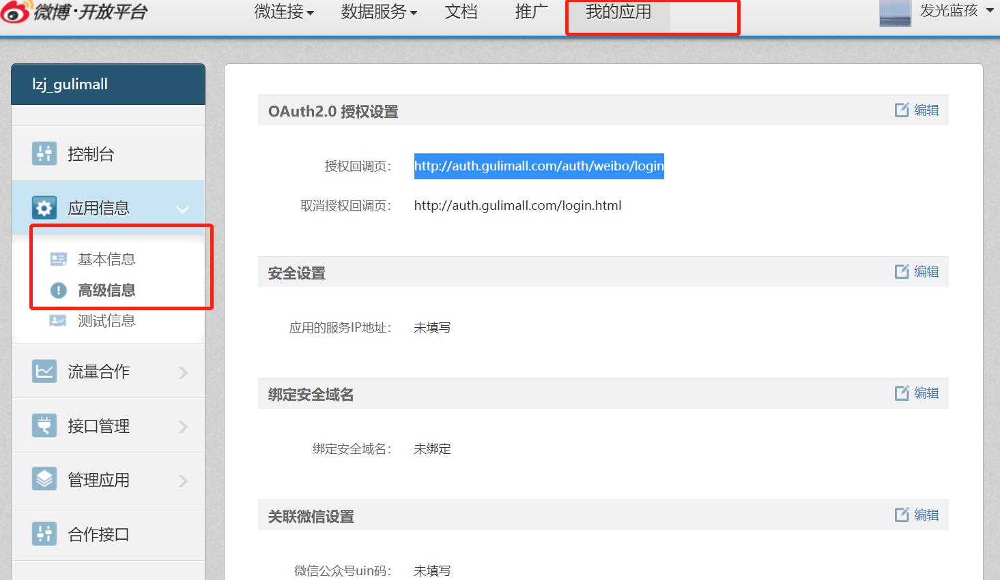 微博·开放平台
微连接
数据服务
文档
推广
我的应用
发光蓝孩
lzj_gulimall
控制台
应用信息
基本信息
高级信息
测试信息
流量合作
接口管理
管理应用
合作接口
OAuth2.0 授权设置
编辑
授权回调页： http://auth.gulimall.com/auth/weibo/login
取消授权回调页： http://auth.gulimall.com/login.html
安全设置
编辑
应用的服务IP地址： 未填写
绑定安全域名
编辑
绑定安全域名： 未绑定
关联微信设置
编辑
微信公众号uin码： 未填写